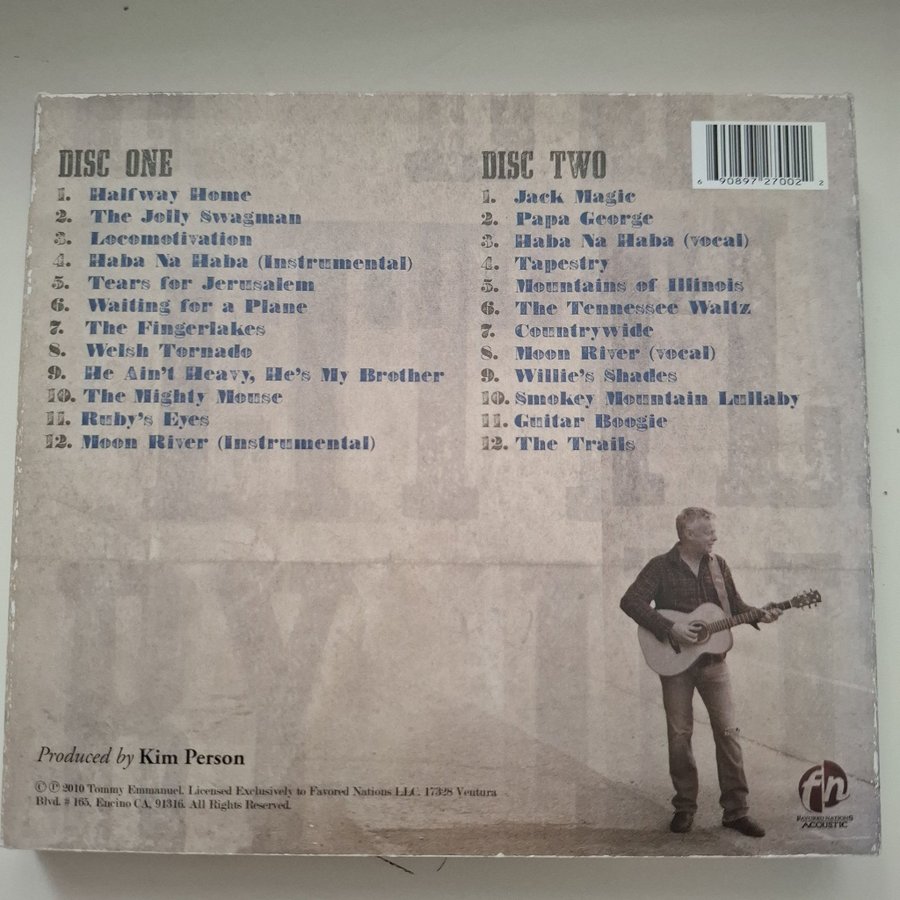 DISC ONE
1. Halfway Home
2. The Jolly Swagman
3. Locomotivation
4. Haba Na Haba (Instrumental)
5. Tears for Jerusalem
6. Waiting for a Plane
7. The Fingerlakes
8. Welsh Tornado
9. He Ain't Heavy, He's My Brother
10. The Mighty Mouse
11. Ruby's Eyes
12. Moon River (Instrumental)
DISC TWO
1. Jack Magic
2. Papa George
3. Haba Na Haba (vocal)
4. Tapestry
5. Mountains of Illinois
6. The Tennessee Waltz
7. Countrywide
8. Moon River (vocal)
9. Willie's Shades
10. Smokey Mountain Lullaby
11. Guitar Boogie
12. The Trails
6 90897 27002 2
Produced by Kim Person
©℗ 2010 Tommy Emmanuel. Licensed Exclusively to Favored Nations LLC. 17328 Ventura
Blvd. # 165, Encino CA, 91316. All Rights Reserved.
fn
FAVORED NATIONS
ACOUSTIC